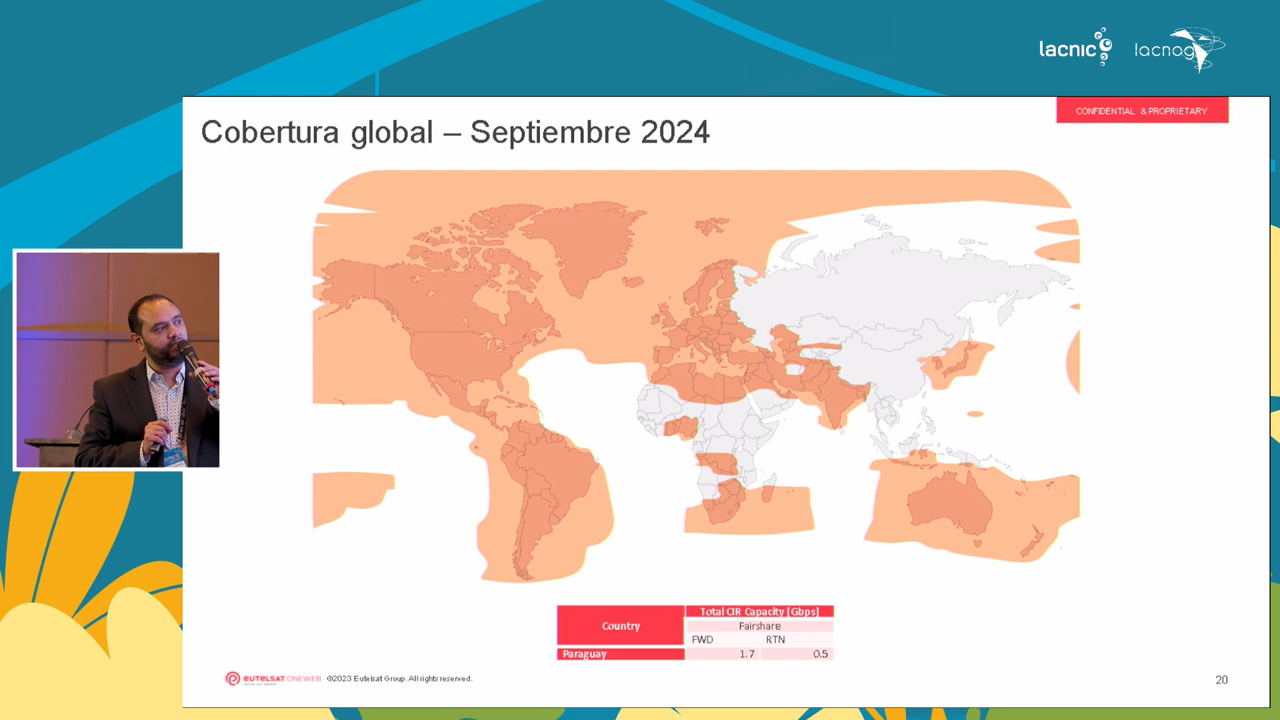 lacnic
lacnog
CONFIDENTIAL & PROPRIETARY
Cobertura global – Septiembre 2024
Country
Total CIR Capacity [Gbps]
Fairshare
FWD RTN
Paraguay 1.7 0.5
eutelsat ONEWEB ©2023 Eutelsat Group. All rights reserved.
20